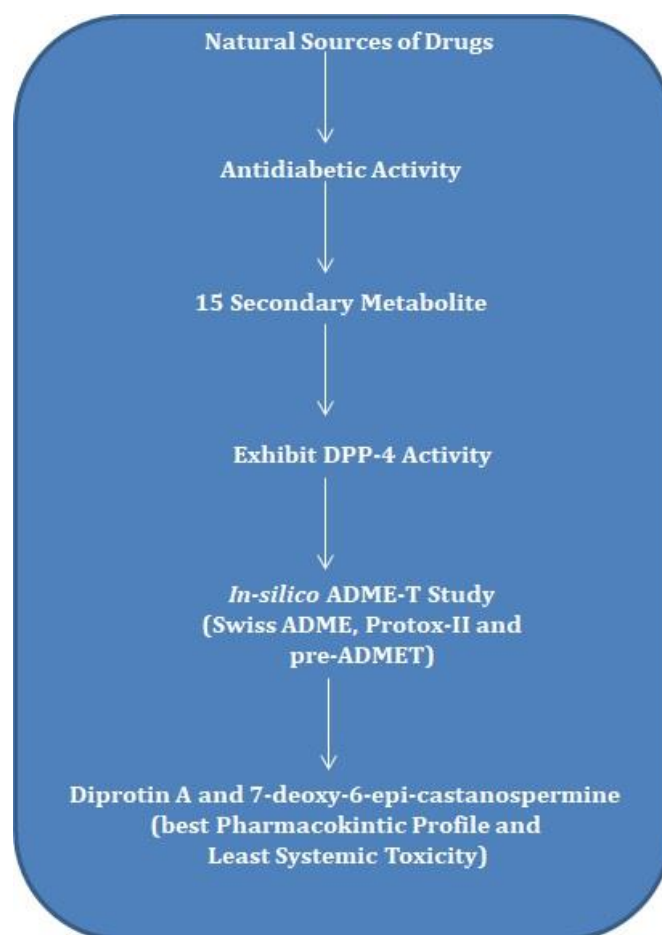 Natural Sources of Drugs
Antidiabetic Activity
15 Secondary Metabolite
Exhibit DPP-4 Activity
In-silico ADME-T Study
(Swiss ADME, Protox-II and
pre-ADMET)
Diprotin A and 7-deoxy-6-epi-castanospermine
(best Pharmacokintic Profile and
Least Systemic Toxicity)